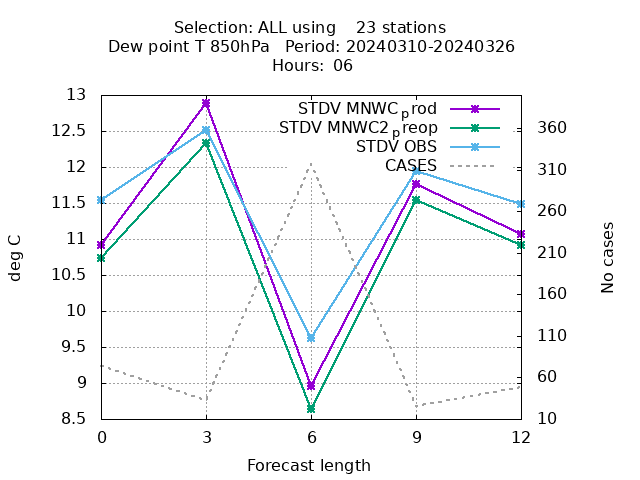 Selection: ALL using 23 stations
Dew point T 850hPa Period: 20240310-20240326
Hours: 06
STDV MNWC_prod
STDV MNWC2_preop
STDV OBS
CASES
13
12.5
12
11.5
11
10.5
10
9.5
9
8.5
deg C
360
310
260
210
160
110
60
10
No cases
0 3 6 9 12
Forecast length